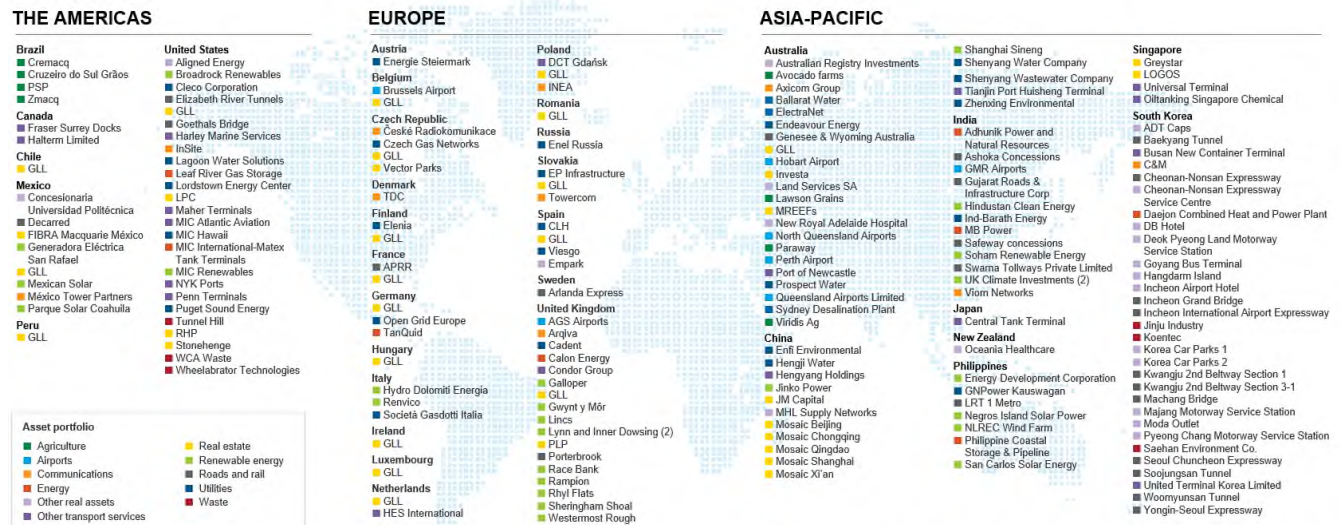 THE AMERICAS
Brazil
Cremacq
Cruzeiro do Sul Grãos
PSP
Zmacq
Canada
Fraser Surrey Docks
Halterm Limited
Chile
GLL
Mexico
Concesionaria
Universidad Politécnica
Decarred
FIBRA Macquarie México
Generadora Eléctrica
San Rafael
GLL
Mexican Solar
México Tower Partners
Parque Solar Coahuila
Peru
GLL
United States
Aligned Energy
Broadrock Renewables
Cleco Corporation
Elizabeth River Tunnels
GLL
Goethals Bridge
Harley Marine Services
InSite
Lagoon Water Solutions
Leaf River Gas Storage
Lordstown Energy Center
LPC
Maher Terminals
MIC Atlantic Aviation
MIC Hawaii
MIC International-Matex
Tank Terminals
MIC Renewables
NYK Ports
Penn Terminals
Puget Sound Energy
Tunnel Hill
RHP
Stonehenge
WCA Waste
Wheelabrator Technologies
Asset portfolio
Agriculture
Airports
Communications
Energy
Other real assets
Other transport services
Real estate
Renewable energy
Roads and rail
Utilities
Waste
EUROPE
Austria
Energie Steiermark
Belgium
Brussels Airport
GLL
Czech Republic
České Radiokomunikace
Czech Gas Networks
GLL
Vector Parks
Denmark
TDC
Finland
Elenia
GLL
France
APRR
GLL
Germany
GLL
Open Grid Europe
TanQuid
Hungary
GLL
Italy
Hydro Dolomiti Energia
Renvico
Società Gasdotti Italia
Ireland
GLL
Luxembourg
GLL
Netherlands
GLL
HES International
Poland
DCT Gdańsk
GLL
INEA
Romania
GLL
Russia
Enel Russia
Slovakia
EP Infrastructure
GLL
Towercom
Spain
CLH
GLL
Viesgo
Empark
Sweden
Arlanda Express
United Kingdom
AGS Airports
Arqiva
Cadent
Calon Energy
Condor Group
Galloper
GLL
Gwynt y Môr
Lincs
Lynn and Inner Dowsing (2)
PLP
Porterbrook
Race Bank
Rampion
Rhyl Flats
Sheringham Shoal
Westermost Rough
ASIA-PACIFIC
Australia
Australian Registry Investments
Avocado farms
Axicom Group
Ballarat Water
ElectraNet
Endeavour Energy
Genesee & Wyoming Australia
GLL
Hobart Airport
Investa
Land Services SA
Lawson Grains
MREEFs
New Royal Adelaide Hospital
North Queensland Airports
Paraway
Perth Airport
Port of Newcastle
Prospect Water
Queensland Airports Limited
Sydney Desalination Plant
Viridis Ag
China
Enfi Environmental
Hengji Water
Hengyang Holdings
Jinko Power
JM Capital
MHL Supply Networks
Mosaic Beijing
Mosaic Chongqing
Mosaic Qingdao
Mosaic Shanghai
Mosaic Xi'an
Shanghai Sineng
Shenyang Water Company
Shenyang Wastewater Company
Tianjin Port Huisheng Terminal
Zhenxing Environmental
India
Adhunik Power and
Natural Resources
Ashoka Concessions
GMR Airports
Gujarat Roads &
Infrastructure Corp
Hindustan Clean Energy
Ind-Barath Energy
MB Power
Safeway concessions
Soham Renewable Energy
Swarna Tollways Private Limited
UK Climate Investments (2)
Viom Networks
Japan
Central Tank Terminal
New Zealand
Oceania Healthcare
Philippines
Energy Development Corporation
GNPower Kauswagan
LRT 1 Metro
Negros Island Solar Power
NLREC Wind Farm
Philippine Coastal
Storage & Pipeline
San Carlos Solar Energy
Singapore
Greystar
LOGOS
Universal Terminal
Oiltanking Singapore Chemical
South Korea
ADT Caps
Baekyang Tunnel
Busan New Container Terminal
C&M
Cheonan-Nonsan Expressway
Cheonan-Nonsan Expressway
Service Centre
Daejon Combined Heat and Power Plant
DB Hotel
Deok Pyeong Land Motorway
Service Station
Goyang Bus Terminal
Hangdarm Island
Incheon Airport Hotel
Incheon Grand Bridge
Incheon International Airport Expressway
Jinju Industry
Koentec
Korea Car Parks 1
Korea Car Parks 2
Kwangju 2nd Beltway Section 1
Kwangju 2nd Beltway Section 3-1
Machang Bridge
Majang Motorway Service Station
Moda Outlet
Pyeong Chang Motorway Service Station
Saehan Environment Co.
Seoul Chuncheon Expressway
Soojungsan Tunnel
United Terminal Korea Limited
Woomyunsan Tunnel
Yongin-Seoul Expressway